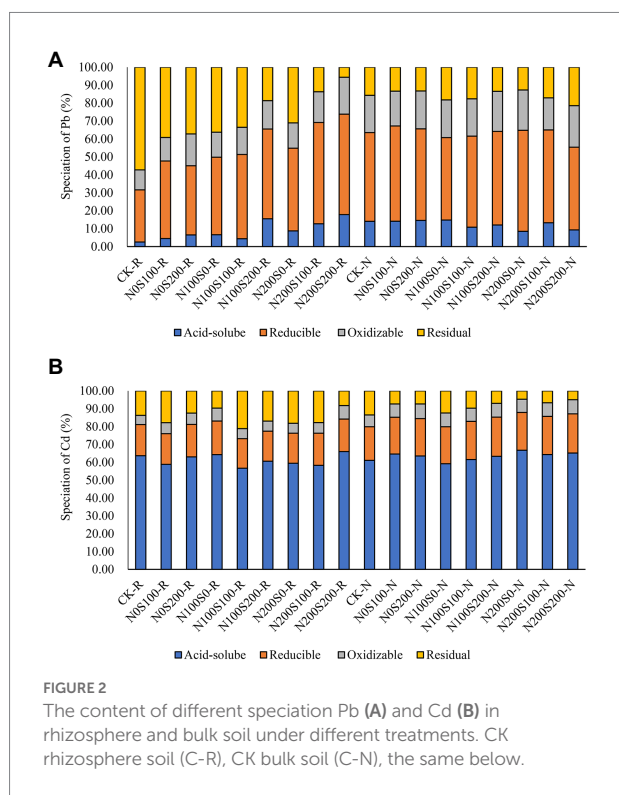 A
Speciation of Pb (%)
100.00
90.00
80.00
70.00
60.00
50.00
40.00
30.00
20.00
10.00
0.00
CK-R
N0S100-R
N0S200-R
N100S0-R
N100S100-R
N100S200-R
N200S0-R
N200S100-R
N200S200-R
CK-N
N0S100-N
N0S200-N
N100S0-N
N100S100-N
N100S200-N
N200S0-N
N200S100-N
N200S200-N
Acid-solube Reducible Oxidizable Residual
B
Speciation of Cd (%)
100.00
90.00
80.00
70.00
60.00
50.00
40.00
30.00
20.00
10.00
0.00
CK-R
N0S100-R
N0S200-R
N100S0-R
N100S100-R
N100S200-R
N200S0-R
N200S100-R
N200S200-R
CK-N
N0S100-N
N0S200-N
N100S0-N
N100S100-N
N100S200-N
N200S0-N
N200S100-N
N200S200-N
Acid-solube Reducible Oxidizable Residual
FIGURE 2
The content of different speciation Pb (A) and Cd (B) in
rhizosphere and bulk soil under different treatments. CK
rhizosphere soil (C-R), CK bulk soil (C-N), the same below.